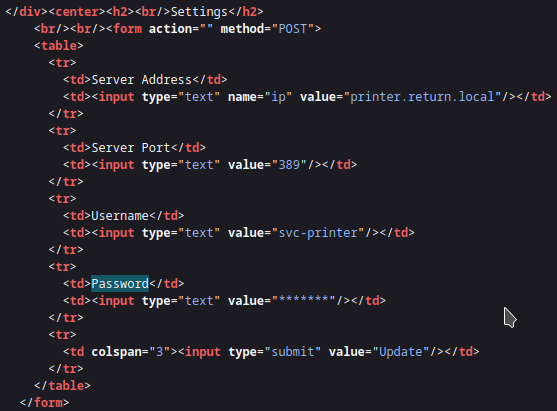 </div><center><h2><br/>Settings</h2>
<br/><br/><form action="" method="POST">
<table>
<tr>
<td>Server Address</td>
<td><input type="text" name="ip" value="printer.return.local"/></td>
</tr>
<tr>
<td>Server Port</td>
<td><input type="text" value="389"/></td>
</tr>
<tr>
<td>Username</td>
<td><input type="text" value="svc-printer"/></td>
</tr>
<tr>
<td>Password</td>
<td><input type="text" value="*******"/></td>
</tr>
<tr>
<td colspan="3"><input type="submit" value="Update"/></td>
</tr>
</table>
</form>